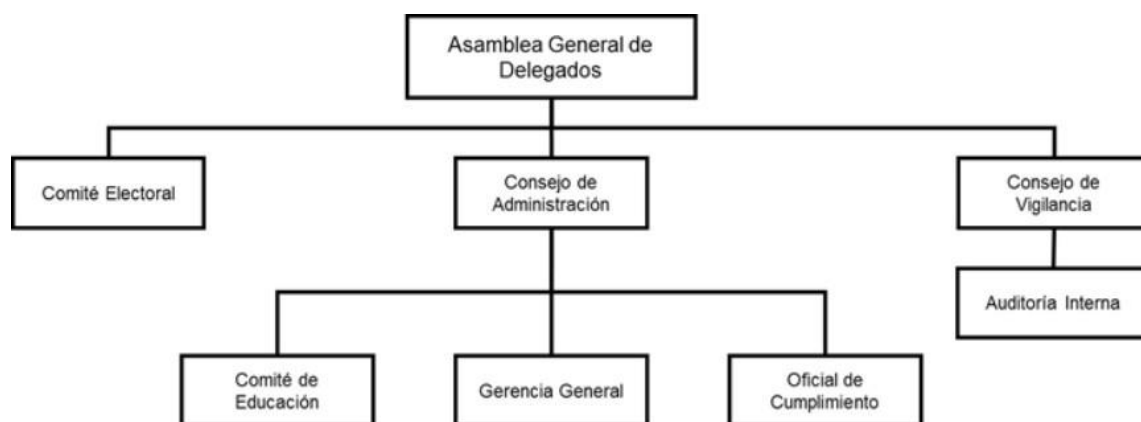 Asamblea General de
Delegados
Comité Electoral
Consejo de
Administración
Consejo de
Vigilancia
Auditoría Interna
Comité de
Educación
Gerencia General
Oficial de
Cumplimiento